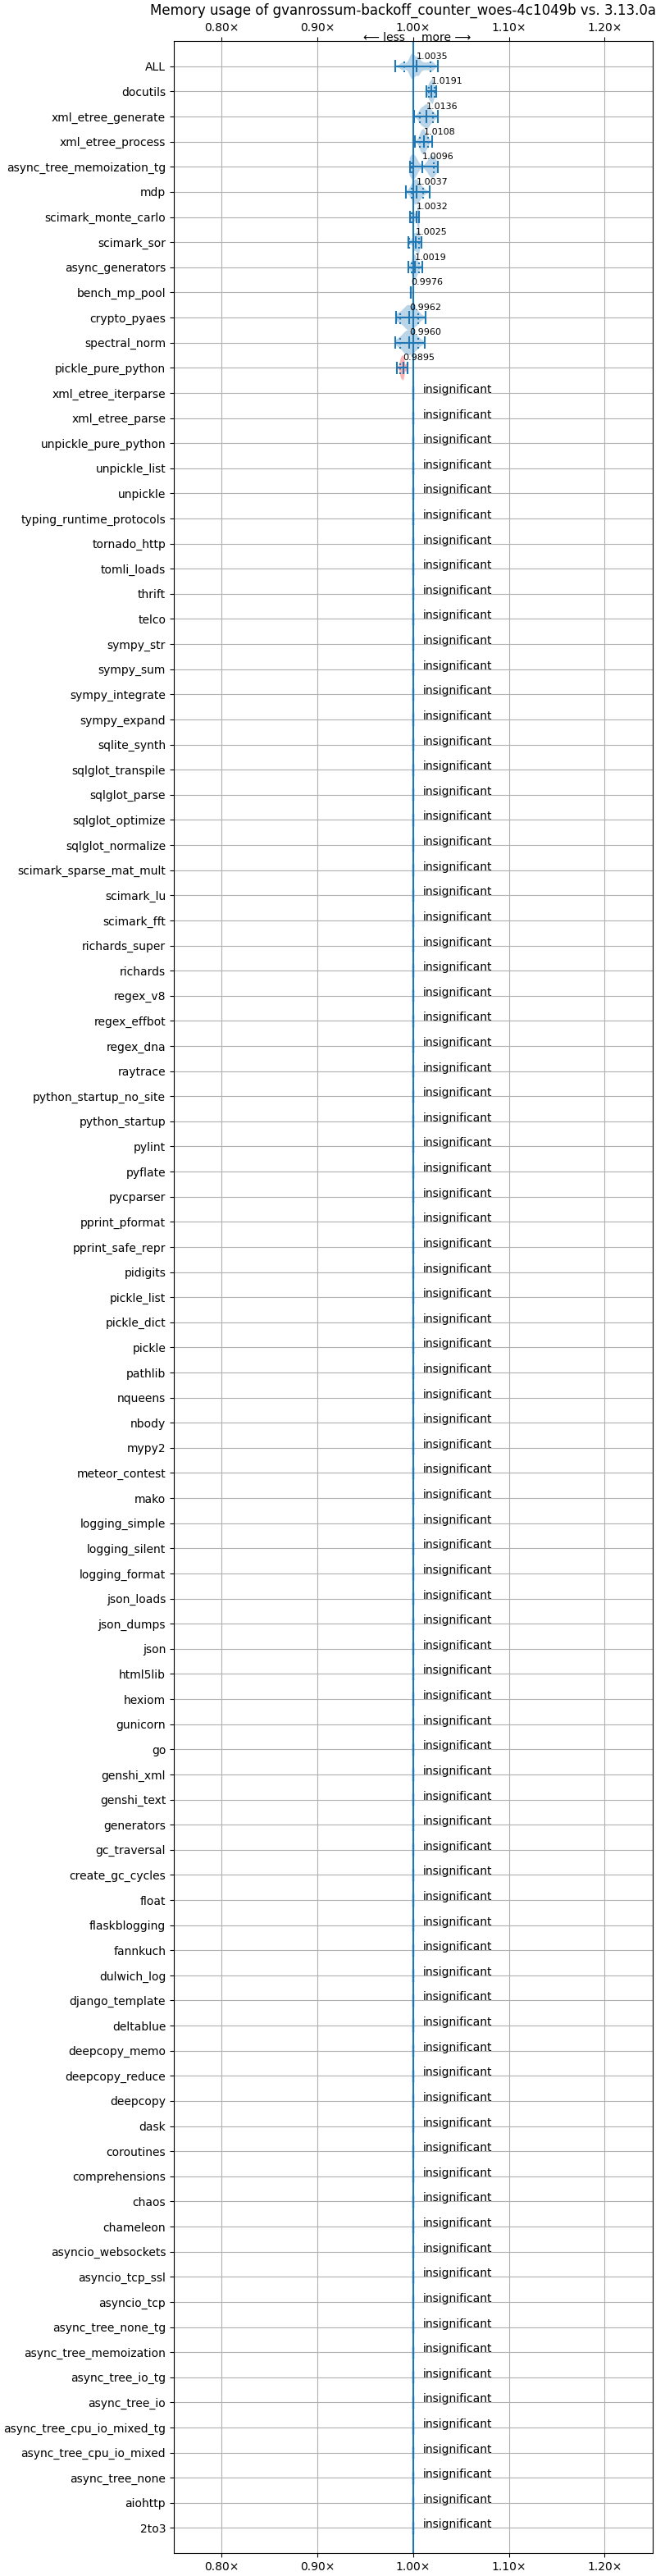 Memory usage of gvanrossum-backoff_counter_woes-4c1049b vs. 3.13.0a
0.80× 0.90× 1.00× 1.10× 1.20×
⟵ less more ⟶
ALL 1.0035
docutils 1.0191
xml_etree_generate 1.0136
xml_etree_process 1.0108
async_tree_memoization_tg 1.0096
mdp 1.0037
scimark_monte_carlo 1.0032
scimark_sor 1.0025
async_generators 1.0019
bench_mp_pool 0.9976
crypto_pyaes 0.9962
spectral_norm 0.9960
pickle_pure_python 0.9895
xml_etree_iterparse insignificant
xml_etree_parse insignificant
unpickle_pure_python insignificant
unpickle_list insignificant
unpickle insignificant
typing_runtime_protocols insignificant
tornado_http insignificant
tomli_loads insignificant
thrift insignificant
telco insignificant
sympy_str insignificant
sympy_sum insignificant
sympy_integrate insignificant
sympy_expand insignificant
sqlite_synth insignificant
sqlglot_transpile insignificant
sqlglot_parse insignificant
sqlglot_optimize insignificant
sqlglot_normalize insignificant
scimark_sparse_mat_mult insignificant
scimark_lu insignificant
scimark_fft insignificant
richards_super insignificant
richards insignificant
regex_v8 insignificant
regex_effbot insignificant
regex_dna insignificant
raytrace insignificant
python_startup_no_site insignificant
python_startup insignificant
pylint insignificant
pyflate insignificant
pycparser insignificant
pprint_pformat insignificant
pprint_safe_repr insignificant
pidigits insignificant
pickle_list insignificant
pickle_dict insignificant
pickle insignificant
pathlib insignificant
nqueens insignificant
nbody insignificant
mypy2 insignificant
meteor_contest insignificant
mako insignificant
logging_simple insignificant
logging_silent insignificant
logging_format insignificant
json_loads insignificant
json_dumps insignificant
json insignificant
html5lib insignificant
hexiom insignificant
gunicorn insignificant
go insignificant
genshi_xml insignificant
genshi_text insignificant
generators insignificant
gc_traversal insignificant
create_gc_cycles insignificant
float insignificant
flaskblogging insignificant
fannkuch insignificant
dulwich_log insignificant
django_template insignificant
deltablue insignificant
deepcopy_memo insignificant
deepcopy_reduce insignificant
deepcopy insignificant
dask insignificant
coroutines insignificant
comprehensions insignificant
chaos insignificant
chameleon insignificant
asyncio_websockets insignificant
asyncio_tcp_ssl insignificant
asyncio_tcp insignificant
async_tree_none_tg insignificant
async_tree_memoization insignificant
async_tree_io_tg insignificant
async_tree_io insignificant
async_tree_cpu_io_mixed_tg insignificant
async_tree_cpu_io_mixed insignificant
async_tree_none insignificant
aiohttp insignificant
2to3 insignificant
0.80× 0.90× 1.00× 1.10× 1.20×